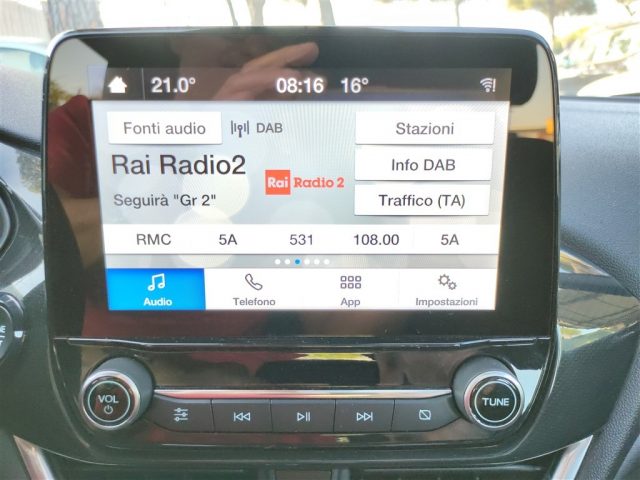 21.0° 08:16 16°
Fonti audio DAB Stazioni
Rai Radio2
Rai Radio 2
Info DAB
Seguirà "Gr 2"
Traffico (TA)
RMC 5A 531 108.00 5A
Audio Telefono App Impostazioni
VOL
TUNE